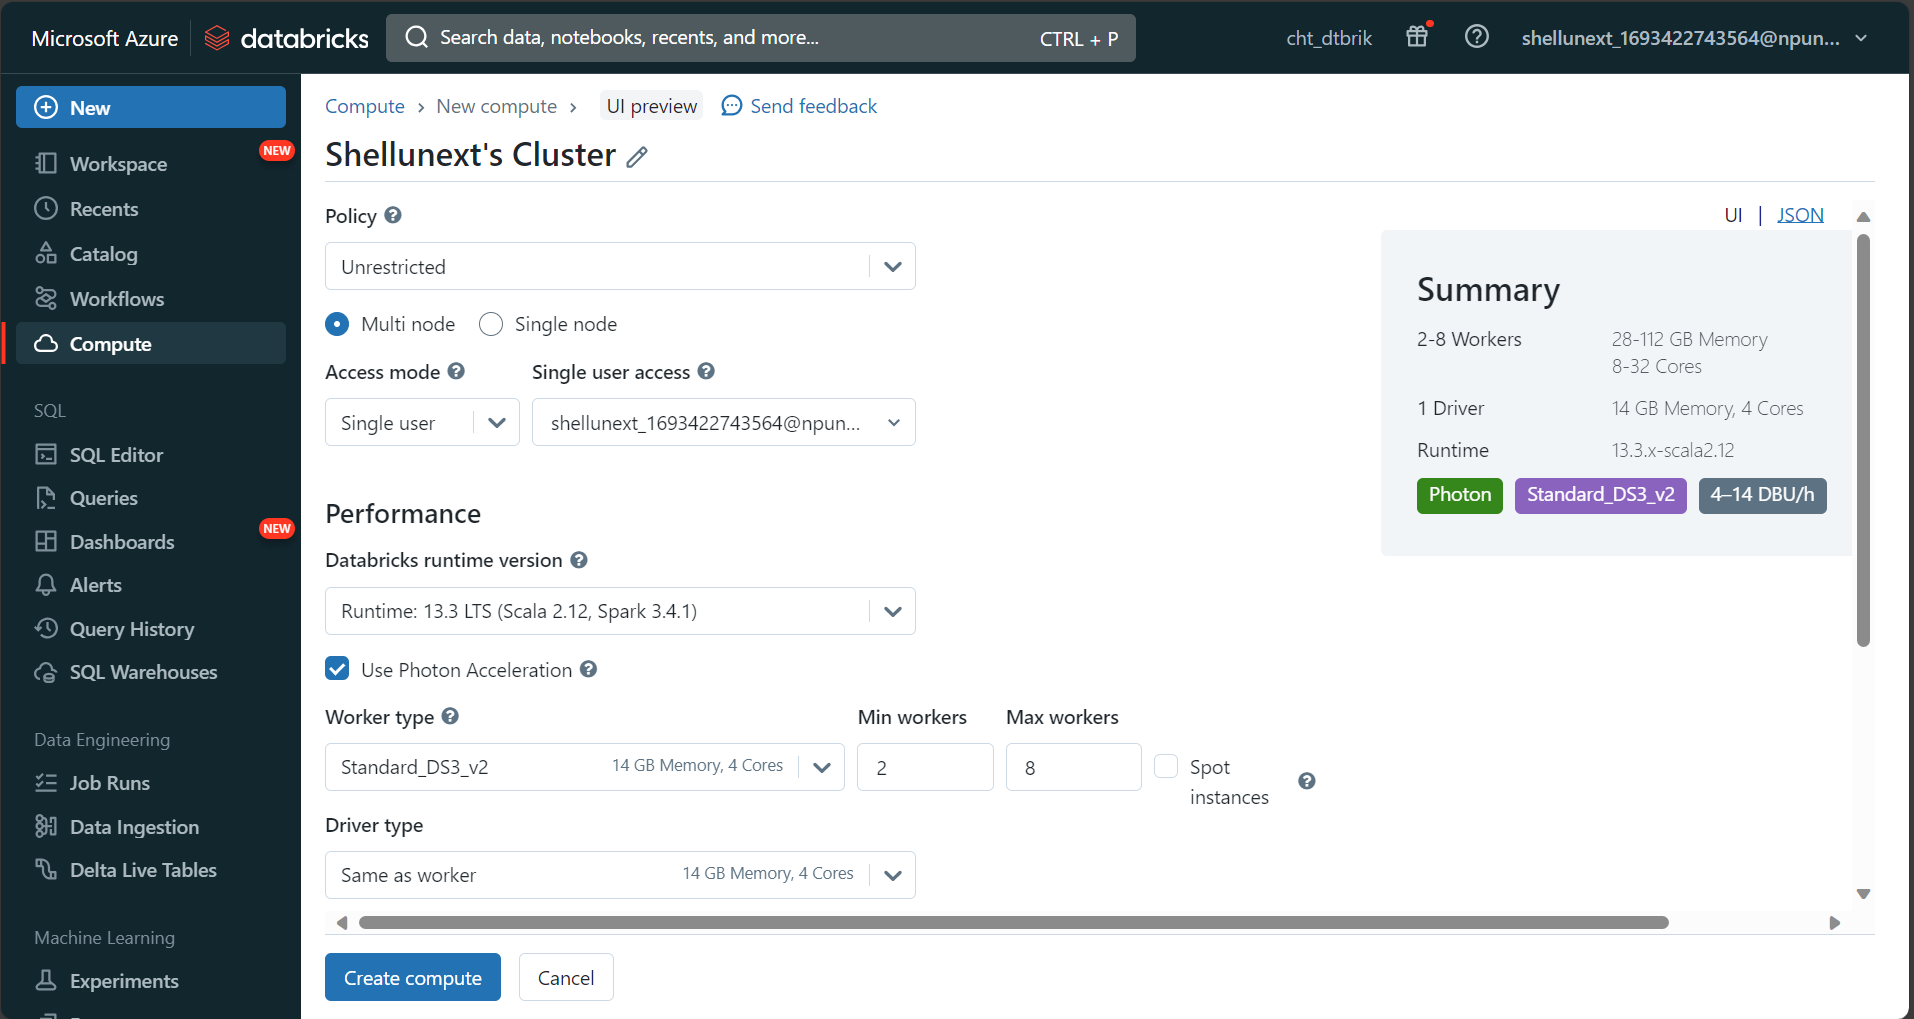 Microsoft Azure
databricks
Search data, notebooks, recents, and more...
CTRL + P
cht_dtbrik
shellunext_1693422743564@npun...
New
Workspace
NEW
Recents
Catalog
Workflows
Compute
SQL
SQL Editor
Queries
Dashboards
NEW
Alerts
Query History
SQL Warehouses
Data Engineering
Job Runs
Data Ingestion
Delta Live Tables
Machine Learning
Experiments
Compute › New compute › UI preview Send feedback
Shellunext's Cluster
Policy
Unrestricted
Multi node Single node
Access mode Single user access
Single user shellunext_1693422743564@npun...
Performance
Databricks runtime version
Runtime: 13.3 LTS (Scala 2.12, Spark 3.4.1)
Use Photon Acceleration
Worker type Min workers Max workers
Standard_DS3_v2 14 GB Memory, 4 Cores 2 8 Spot
instances
Driver type
Same as worker 14 GB Memory, 4 Cores
Create compute Cancel
UI | JSON
Summary
2-8 Workers 28-112 GB Memory
8-32 Cores
1 Driver 14 GB Memory, 4 Cores
Runtime 13.3.x-scala2.12
Photon Standard_DS3_v2 4–14 DBU/h